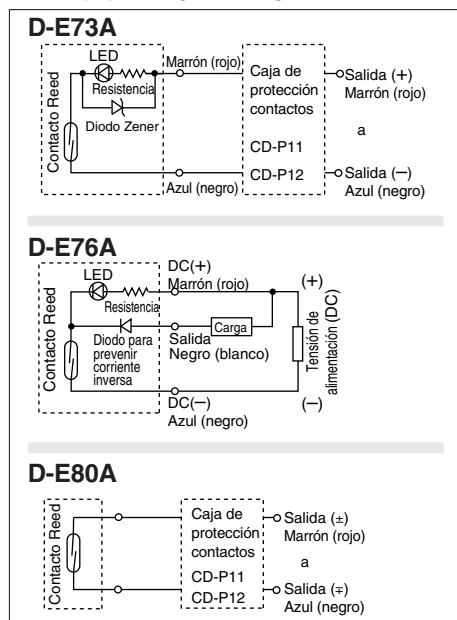 D-E73A
LED
Marrón (rojo)
Resistencia
Diodo Zener
Contacto Reed
Azul (negro)
Caja de
protección
contactos
CD-P11
CD-P12
Salida (+)
Marrón (rojo)
a
Salida (−)
Azul (negro)
D-E76A
LED
DC(+)
Marrón (rojo)
Resistencia
Contacto Reed
Diodo para
prevenir
corriente
inversa
Carga
Salida
Negro (blanco)
DC(−)
Azul (negro)
(+)
Tensión de
alimentación (DC)
(−)
D-E80A
Contacto Reed
Caja de
protección
contactos
CD-P11
CD-P12
Salida (±)
Marrón (rojo)
a
Salida (∓)
Azul (negro)